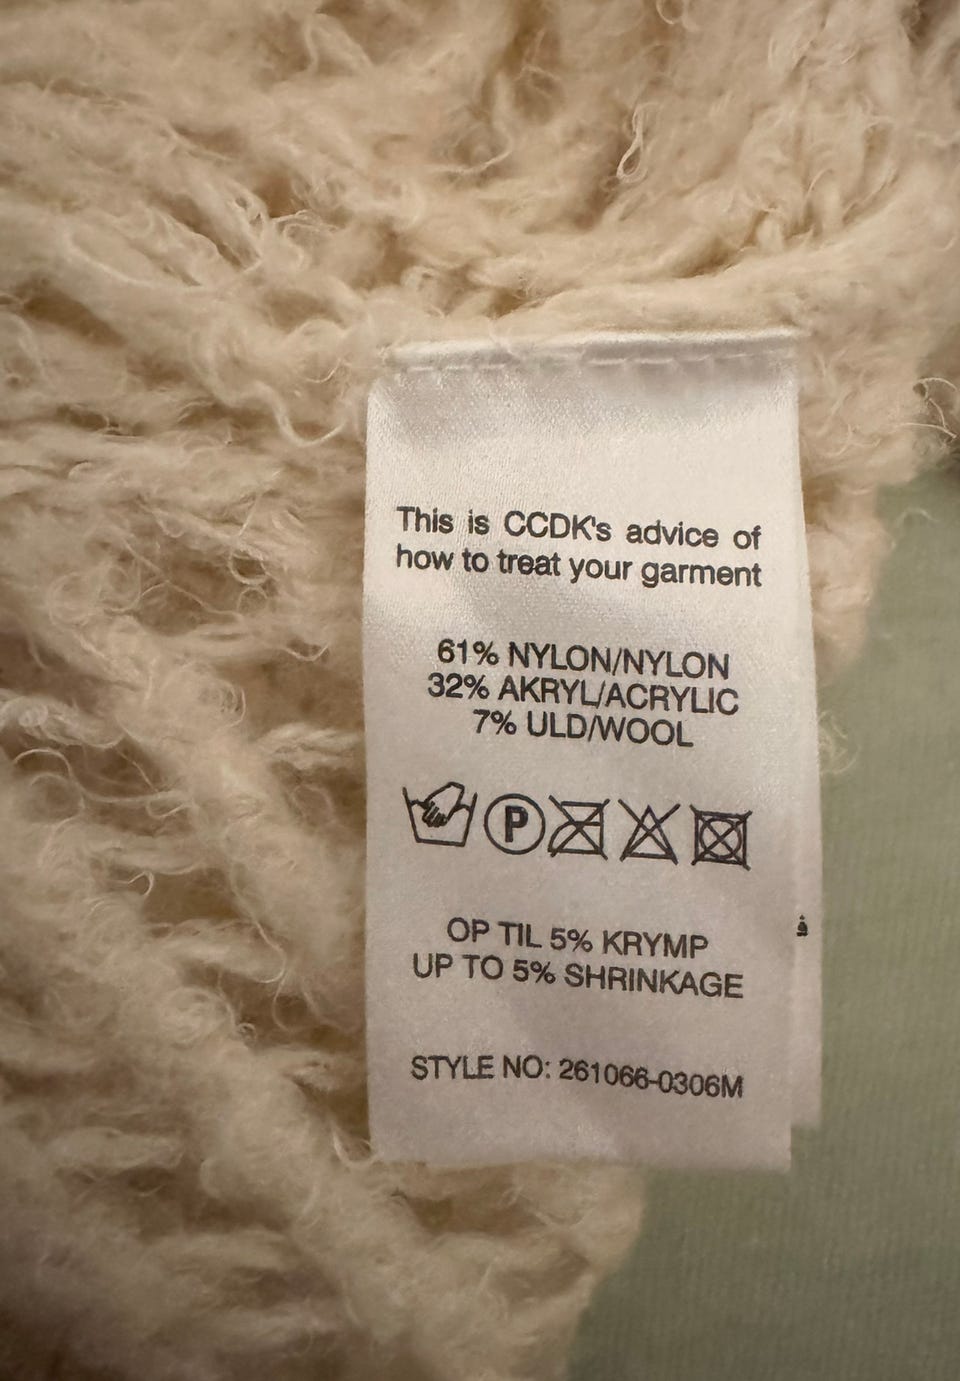 This is CCDK's advice of
how to treat your garment
61% NYLON/NYLON
32% AKRYL/ACRYLIC
7% ULD/WOOL
P
OP TIL 5% KRYMP
UP TO 5% SHRINKAGE
STYLE NO: 261066-0306M